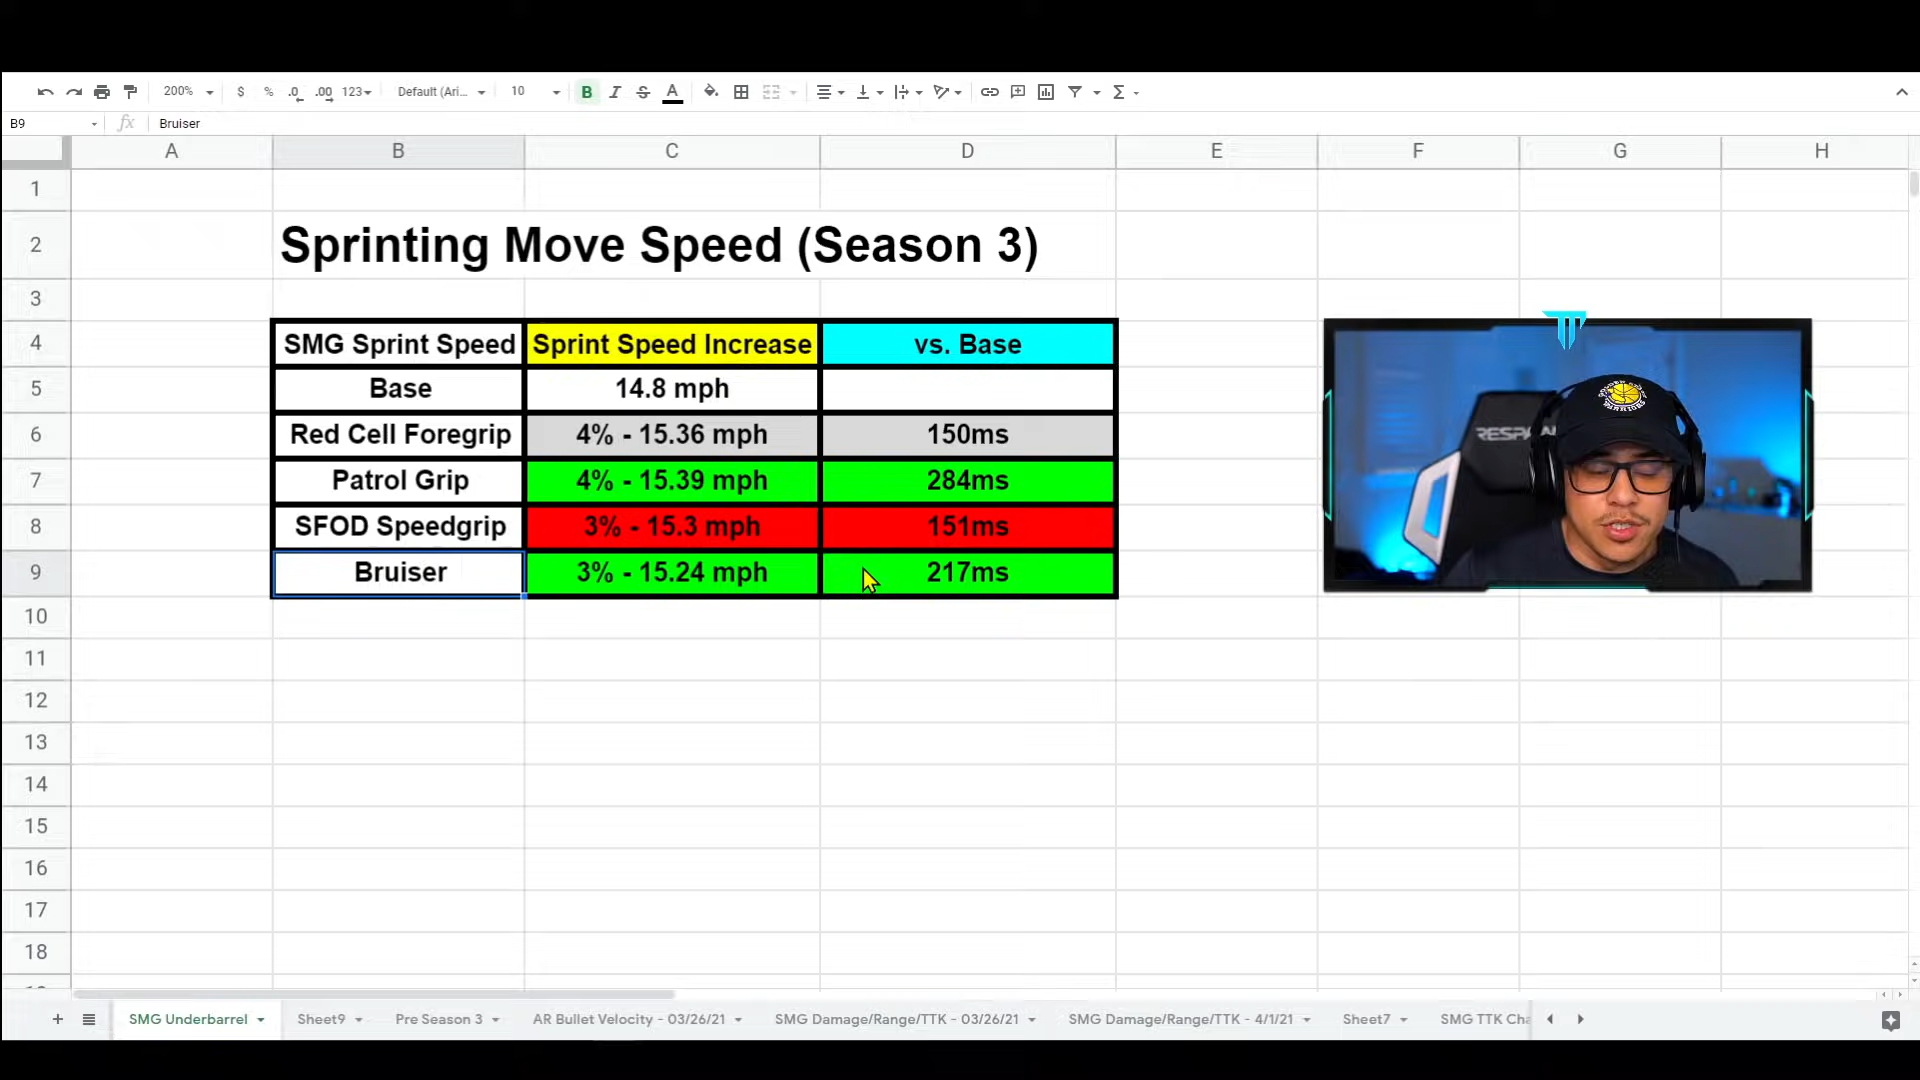 200% $ % .0 .00 123 Default (Ari... 10 B I S A Σ
B9 fx Bruiser
A B C D E F G H
1
2 Sprinting Move Speed (Season 3)
3
4 SMG Sprint Speed Sprint Speed Increase vs. Base
5 Base 14.8 mph
6 Red Cell Foregrip 4% - 15.36 mph 150ms
7 Patrol Grip 4% - 15.39 mph 284ms
8 SFOD Speedgrip 3% - 15.3 mph 151ms
9 Bruiser 3% - 15.24 mph 217ms
10
11
12
13
14
15
16
17
18
SMG Underbarrel Sheet9 Pre Season 3 AR Bullet Velocity - 03/26/21 SMG Damage/Range/TTK - 03/26/21 SMG Damage/Range/TTK - 4/1/21 Sheet7 SMG TTK Cha